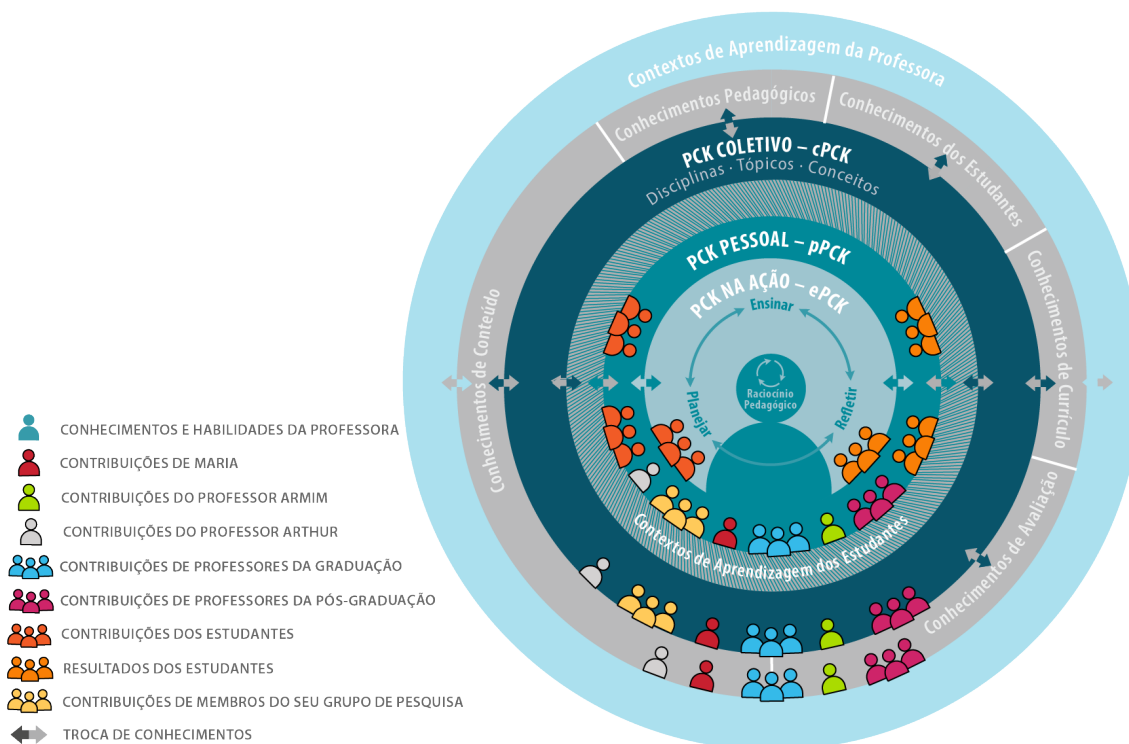 Contextos de Aprendizagem da Professora
Conhecimentos Pedagógicos
Conhecimentos dos Estudantes
PCK COLETIVO – cPCK
Disciplinas · Tópicos · Conceitos
PCK PESSOAL – pPCK
PCK NA AÇÃO – ePCK
Ensinar
Conhecimentos de Conteúdo
Conhecimentos de Currículo
Raciocínio
Pedagógico
Planejar
Refletir
Contextos de Aprendizagem dos Estudantes
Conhecimentos de Avaliação
CONHECIMENTOS E HABILIDADES DA PROFESSORA
CONTRIBUIÇÕES DE MARIA
CONTRIBUIÇÕES DO PROFESSOR ARMIM
CONTRIBUIÇÕES DO PROFESSOR ARTHUR
CONTRIBUIÇÕES DE PROFESSORES DA GRADUAÇÃO
CONTRIBUIÇÕES DE PROFESSORES DA PÓS-GRADUAÇÃO
CONTRIBUIÇÕES DOS ESTUDANTES
RESULTADOS DOS ESTUDANTES
CONTRIBUIÇÕES DE MEMBROS DO SEU GRUPO DE PESQUISA
TROCA DE CONHECIMENTOS